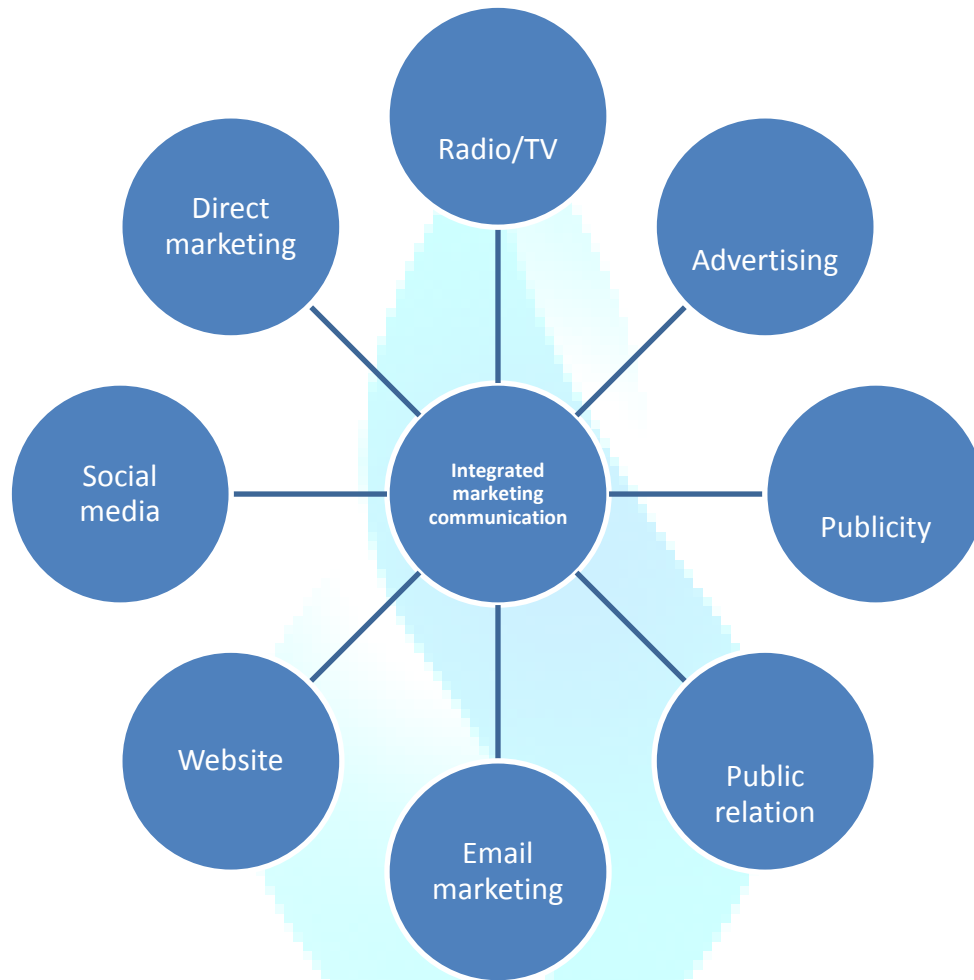 Radio/TV
Advertising
Publicity
Public
relation
Email
marketing
Website
Social
media
Direct
marketing
Integrated
marketing
communication